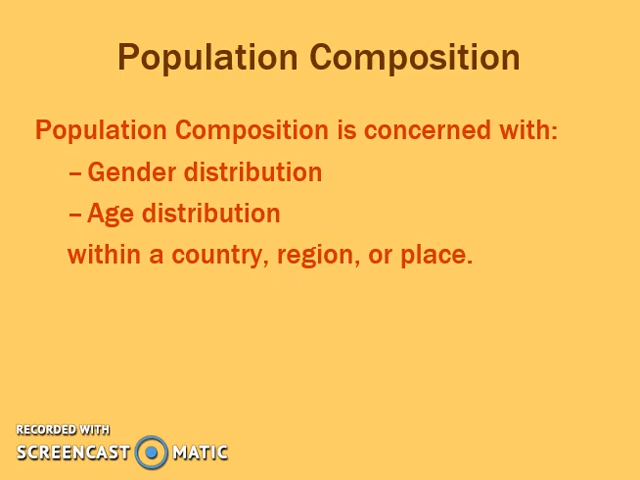 Population Composition
Population Composition is concerned with:
– Gender distribution
– Age distribution
within a country, region, or place.
RECORDED WITH
SCREENCAST MATIC